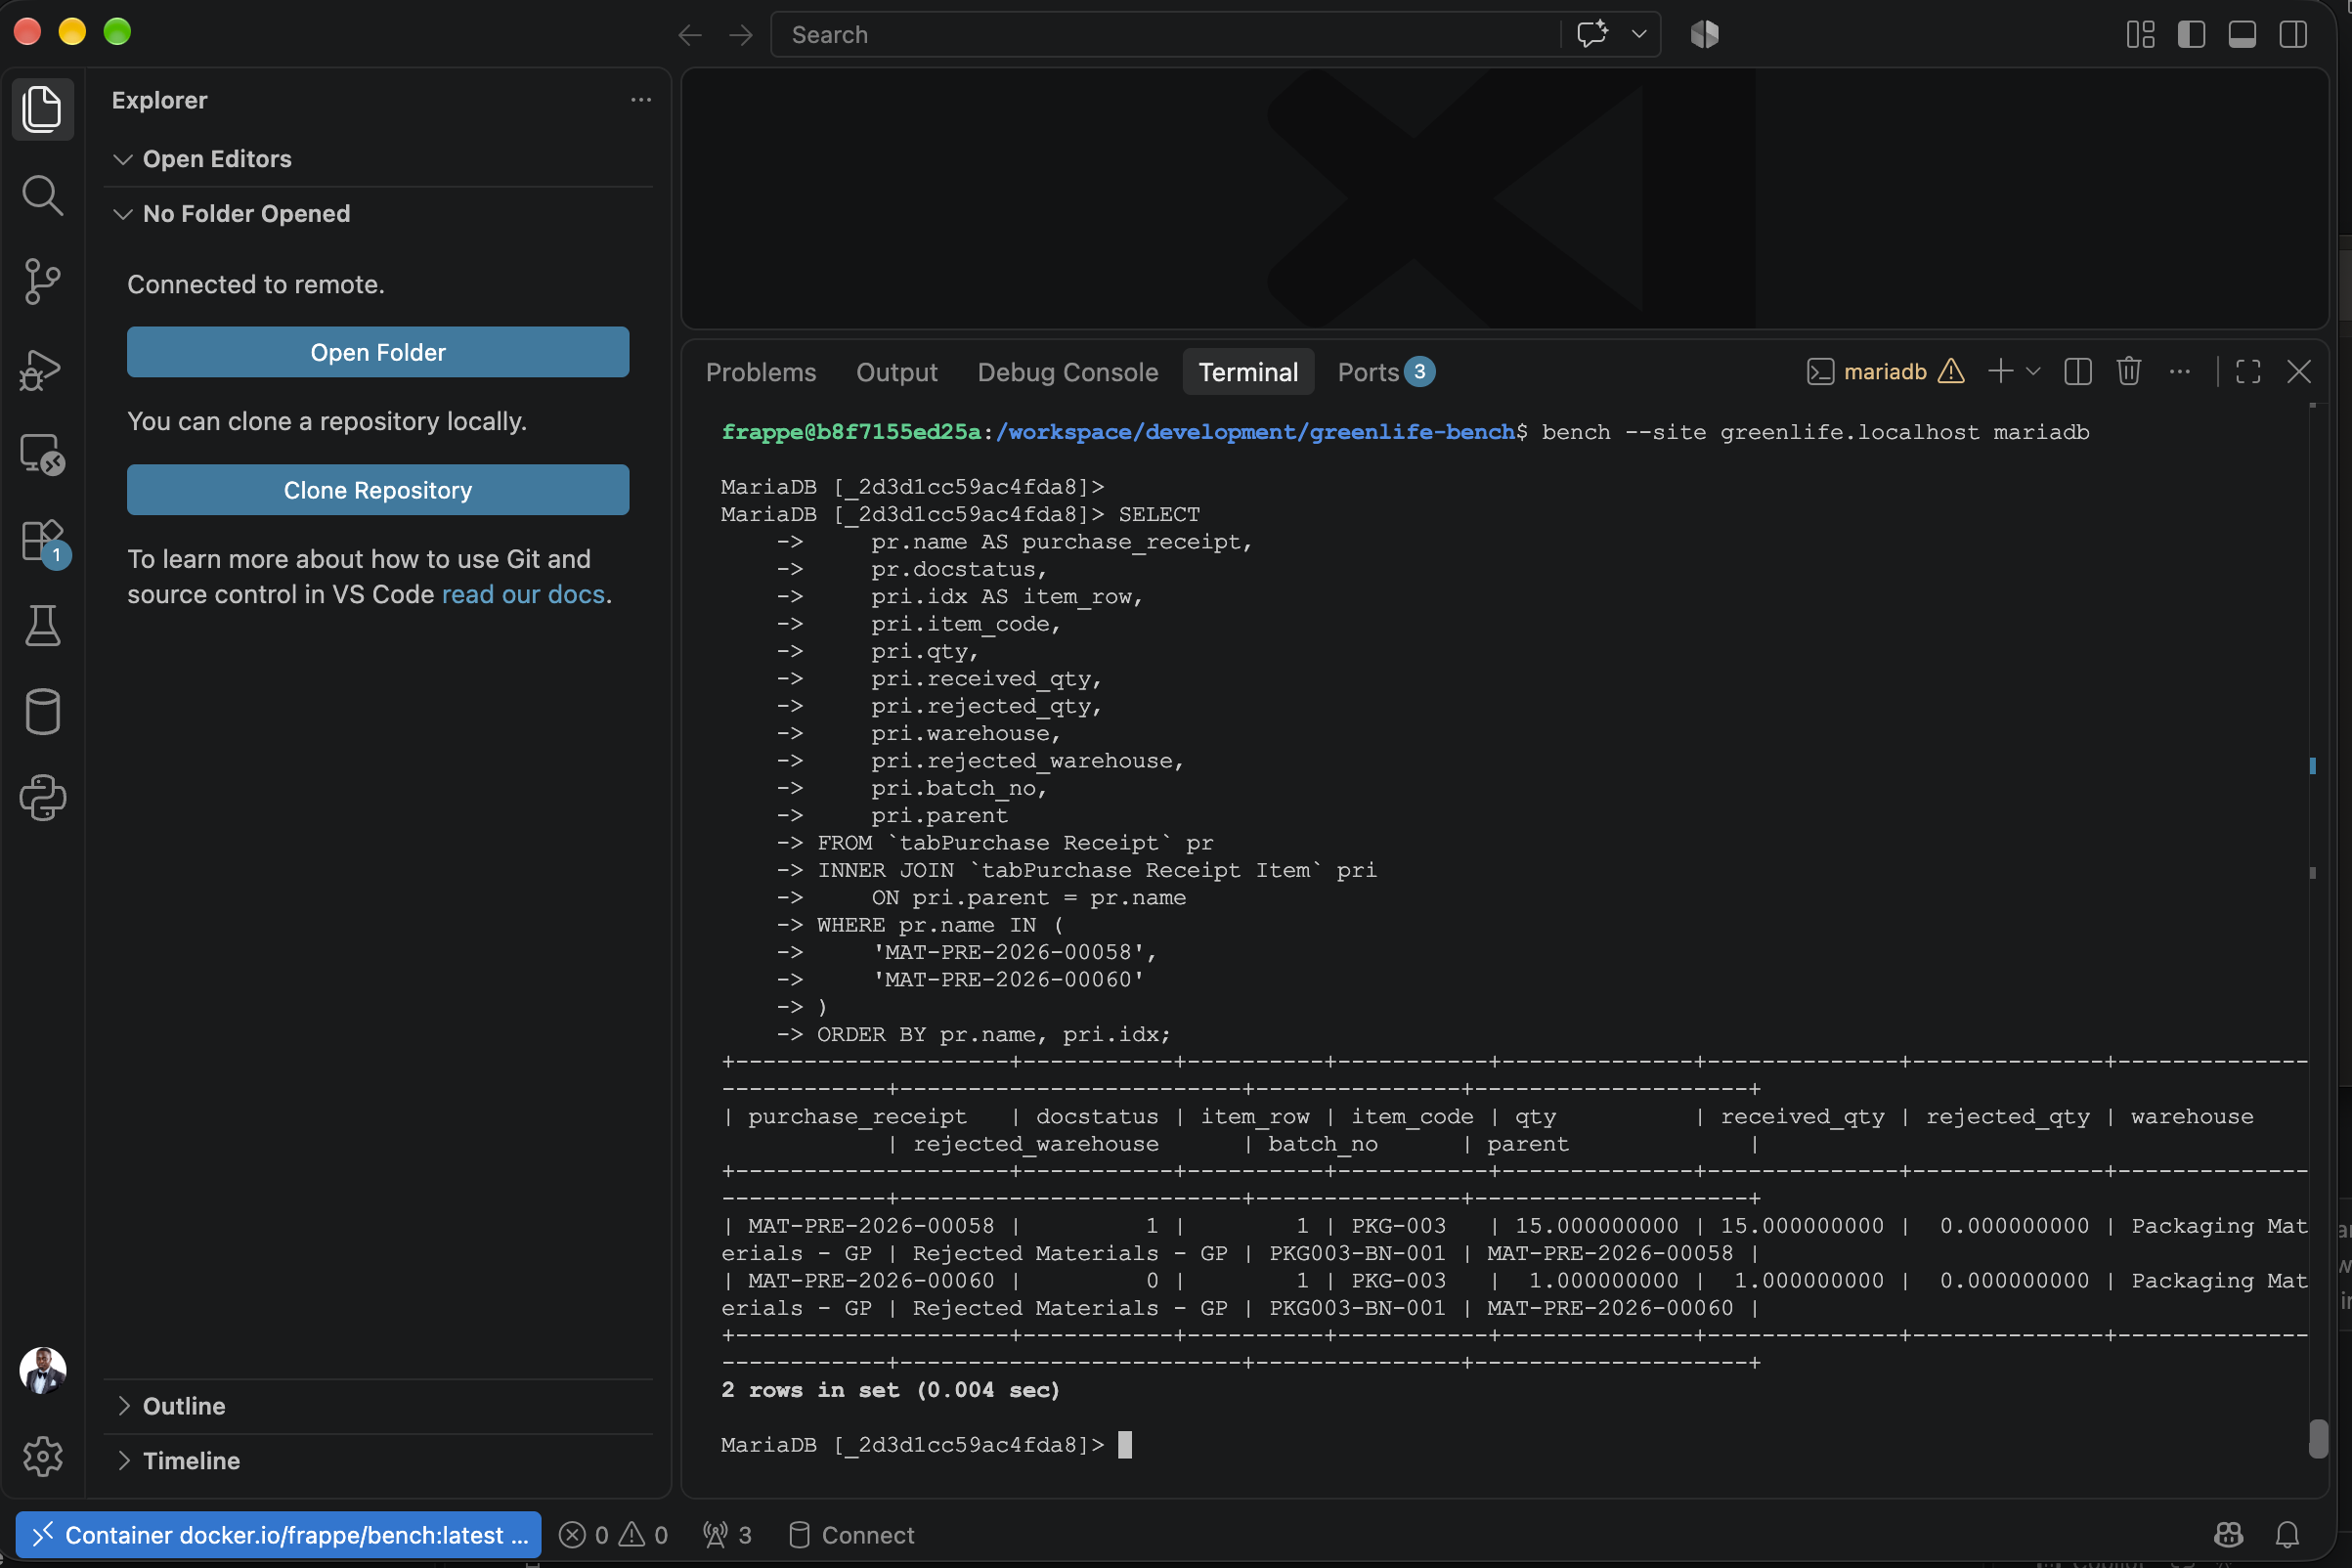 Search
Explorer
Open Editors
No Folder Opened
Connected to remote.
Open Folder
You can clone a repository locally.
Clone Repository
1
To learn more about how to use Git and
source control in VS Code read our docs.
Outline
Timeline
Problems Output Debug Console Terminal Ports 3 mariadb
frappe@b8f7155ed25a:/workspace/development/greenlife-bench$ bench --site greenlife.localhost mariadb
MariaDB [_2d3d1cc59ac4fda8]>
MariaDB [_2d3d1cc59ac4fda8]> SELECT
    ->     pr.name AS purchase_receipt,
    ->     pr.docstatus,
    ->     pri.idx AS item_row,
    ->     pri.item_code,
    ->     pri.qty,
    ->     pri.received_qty,
    ->     pri.rejected_qty,
    ->     pri.warehouse,
    ->     pri.rejected_warehouse,
    ->     pri.batch_no,
    ->     pri.parent
    -> FROM `tabPurchase Receipt` pr
    -> INNER JOIN `tabPurchase Receipt Item` pri
    ->     ON pri.parent = pr.name
    -> WHERE pr.name IN (
    ->     'MAT-PRE-2026-00058',
    ->     'MAT-PRE-2026-00060'
    -> )
    -> ORDER BY pr.name, pri.idx;
+--------------------+-----------+----------+-----------+--------------+--------------+--------------+--------------
------------+-------------------------+---------------+--------------------+
| purchase_receipt   | docstatus | item_row | item_code | qty          | received_qty | rejected_qty | warehouse
            | rejected_warehouse      | batch_no      | parent             |
+--------------------+-----------+----------+-----------+--------------+--------------+--------------+--------------
------------+-------------------------+---------------+--------------------+
| MAT-PRE-2026-00058 |         1 |        1 | PKG-003   | 15.000000000 | 15.000000000 |  0.000000000 | Packaging Mat
erials - GP | Rejected Materials - GP | PKG003-BN-001 | MAT-PRE-2026-00058 |
| MAT-PRE-2026-00060 |         0 |        1 | PKG-003   |  1.000000000 |  1.000000000 |  0.000000000 | Packaging Mat
erials - GP | Rejected Materials - GP | PKG003-BN-001 | MAT-PRE-2026-00060 |
+--------------------+-----------+----------+-----------+--------------+--------------+--------------+--------------
------------+-------------------------+---------------+--------------------+
2 rows in set (0.004 sec)
MariaDB [_2d3d1cc59ac4fda8]>
Container docker.io/frappe/bench:latest ... 0 0 3 Connect